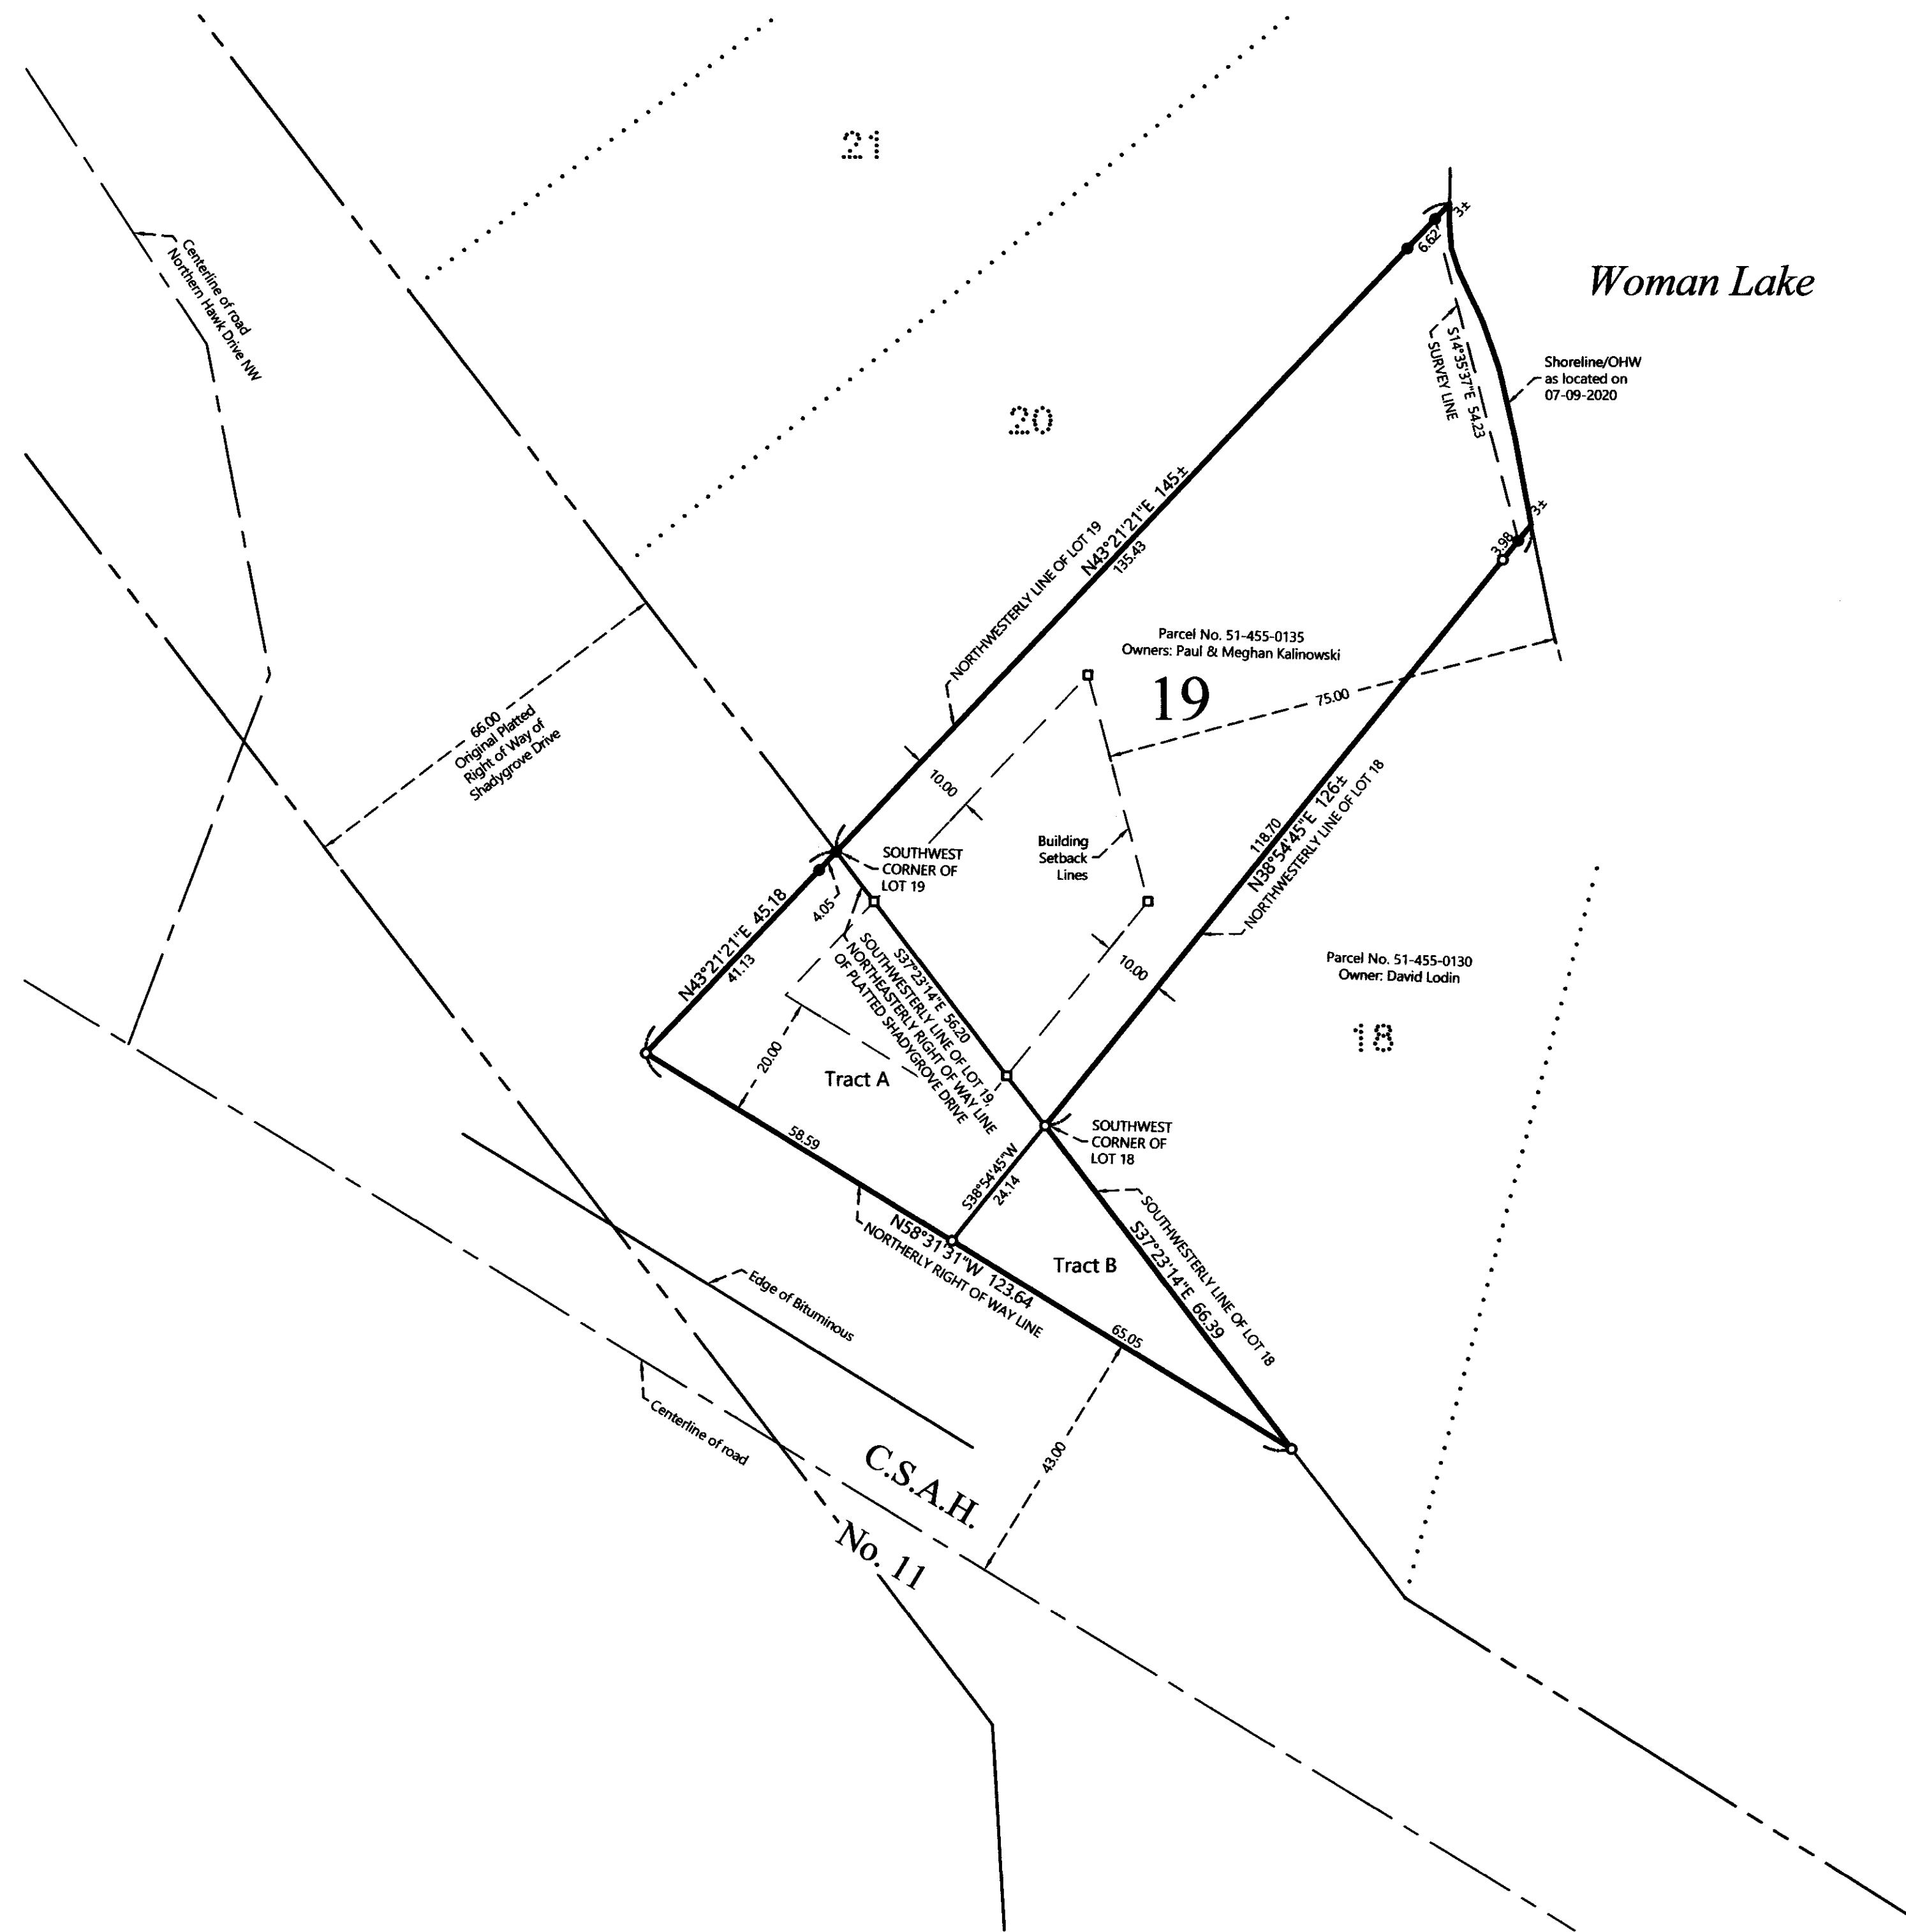 21
Woman Lake
Centerline of road
Northern Hawk Drive NW
3±
6.62
S14°35'37"E 54.23
SURVEY LINE
Shoreline/OHW
as located on
07-09-2020
20
3±
3.98
N43°21'21"E 145±
135.43
NORTHWESTERLY LINE OF LOT 19
Parcel No. 51-455-0135
Owners: Paul & Meghan Kalinowski
19
75.00
66.00
Original Platted
Right of Way of
Shadygrove Drive
10.00
Building
Setback
Lines
118.70
N38°54'45"E 126±
NORTHWESTERLY LINE OF LOT 18
SOUTHWEST
CORNER OF
LOT 19
4.05
N43°21'21"E 45.18
41.13
S37°23'14"E 56.20
SOUTHWESTERLY LINE OF LOT 19,
NORTHEASTERLY RIGHT OF WAY LINE
OF PLATTED SHADYGROVE DRIVE
10.00
Parcel No. 51-455-0130
Owner: David Lodin
18
20.00
Tract A
58.59
SOUTHWEST
CORNER OF
LOT 18
S38°54'45"W
24.14
N58°31'31"W 123.64
NORTHERLY RIGHT OF WAY LINE
Tract B
SOUTHWESTERLY LINE OF LOT 18
S37°23'14"E 66.39
65.05
Edge of Bituminous
Centerline of road
43.00
C.S.A.H.
No. 11